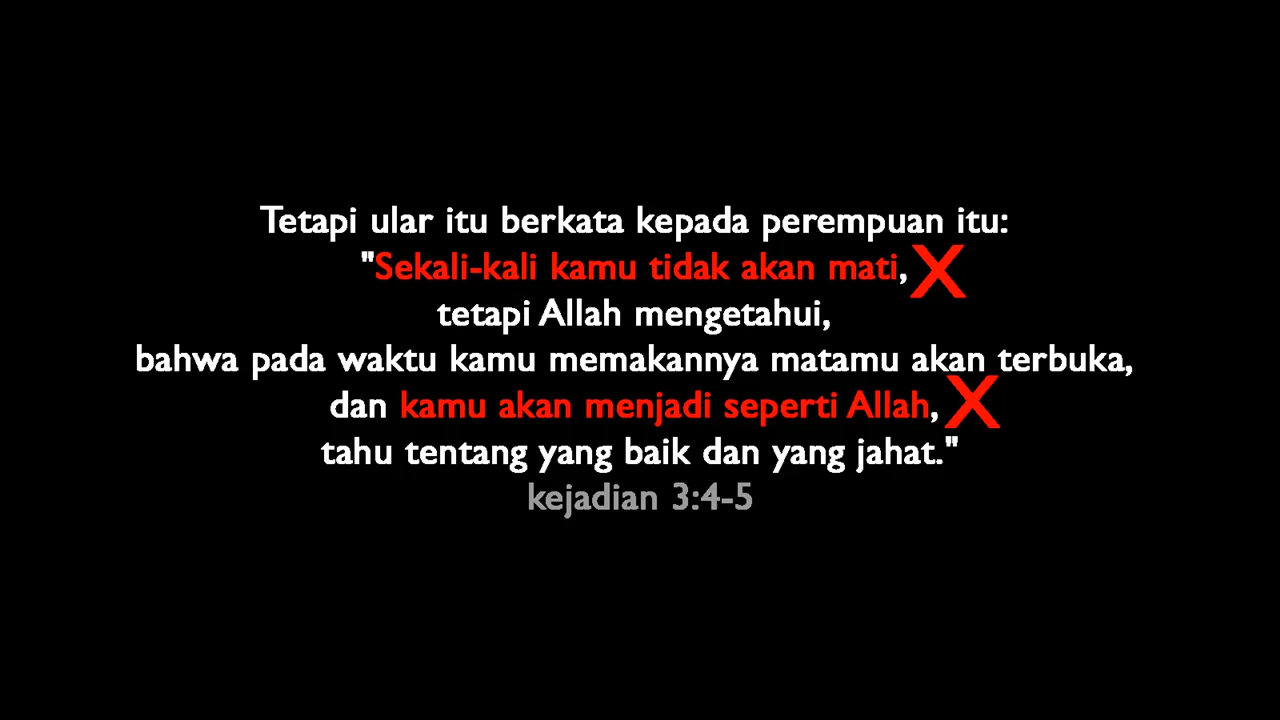 Tetapi ular itu berkata kepada perempuan itu:
"Sekali-kali kamu tidak akan mati, X
tetapi Allah mengetahui,
bahwa pada waktu kamu memakannya matamu akan terbuka,
dan kamu akan menjadi seperti Allah, X
tahu tentang yang baik dan yang jahat."
kejadian 3:4-5